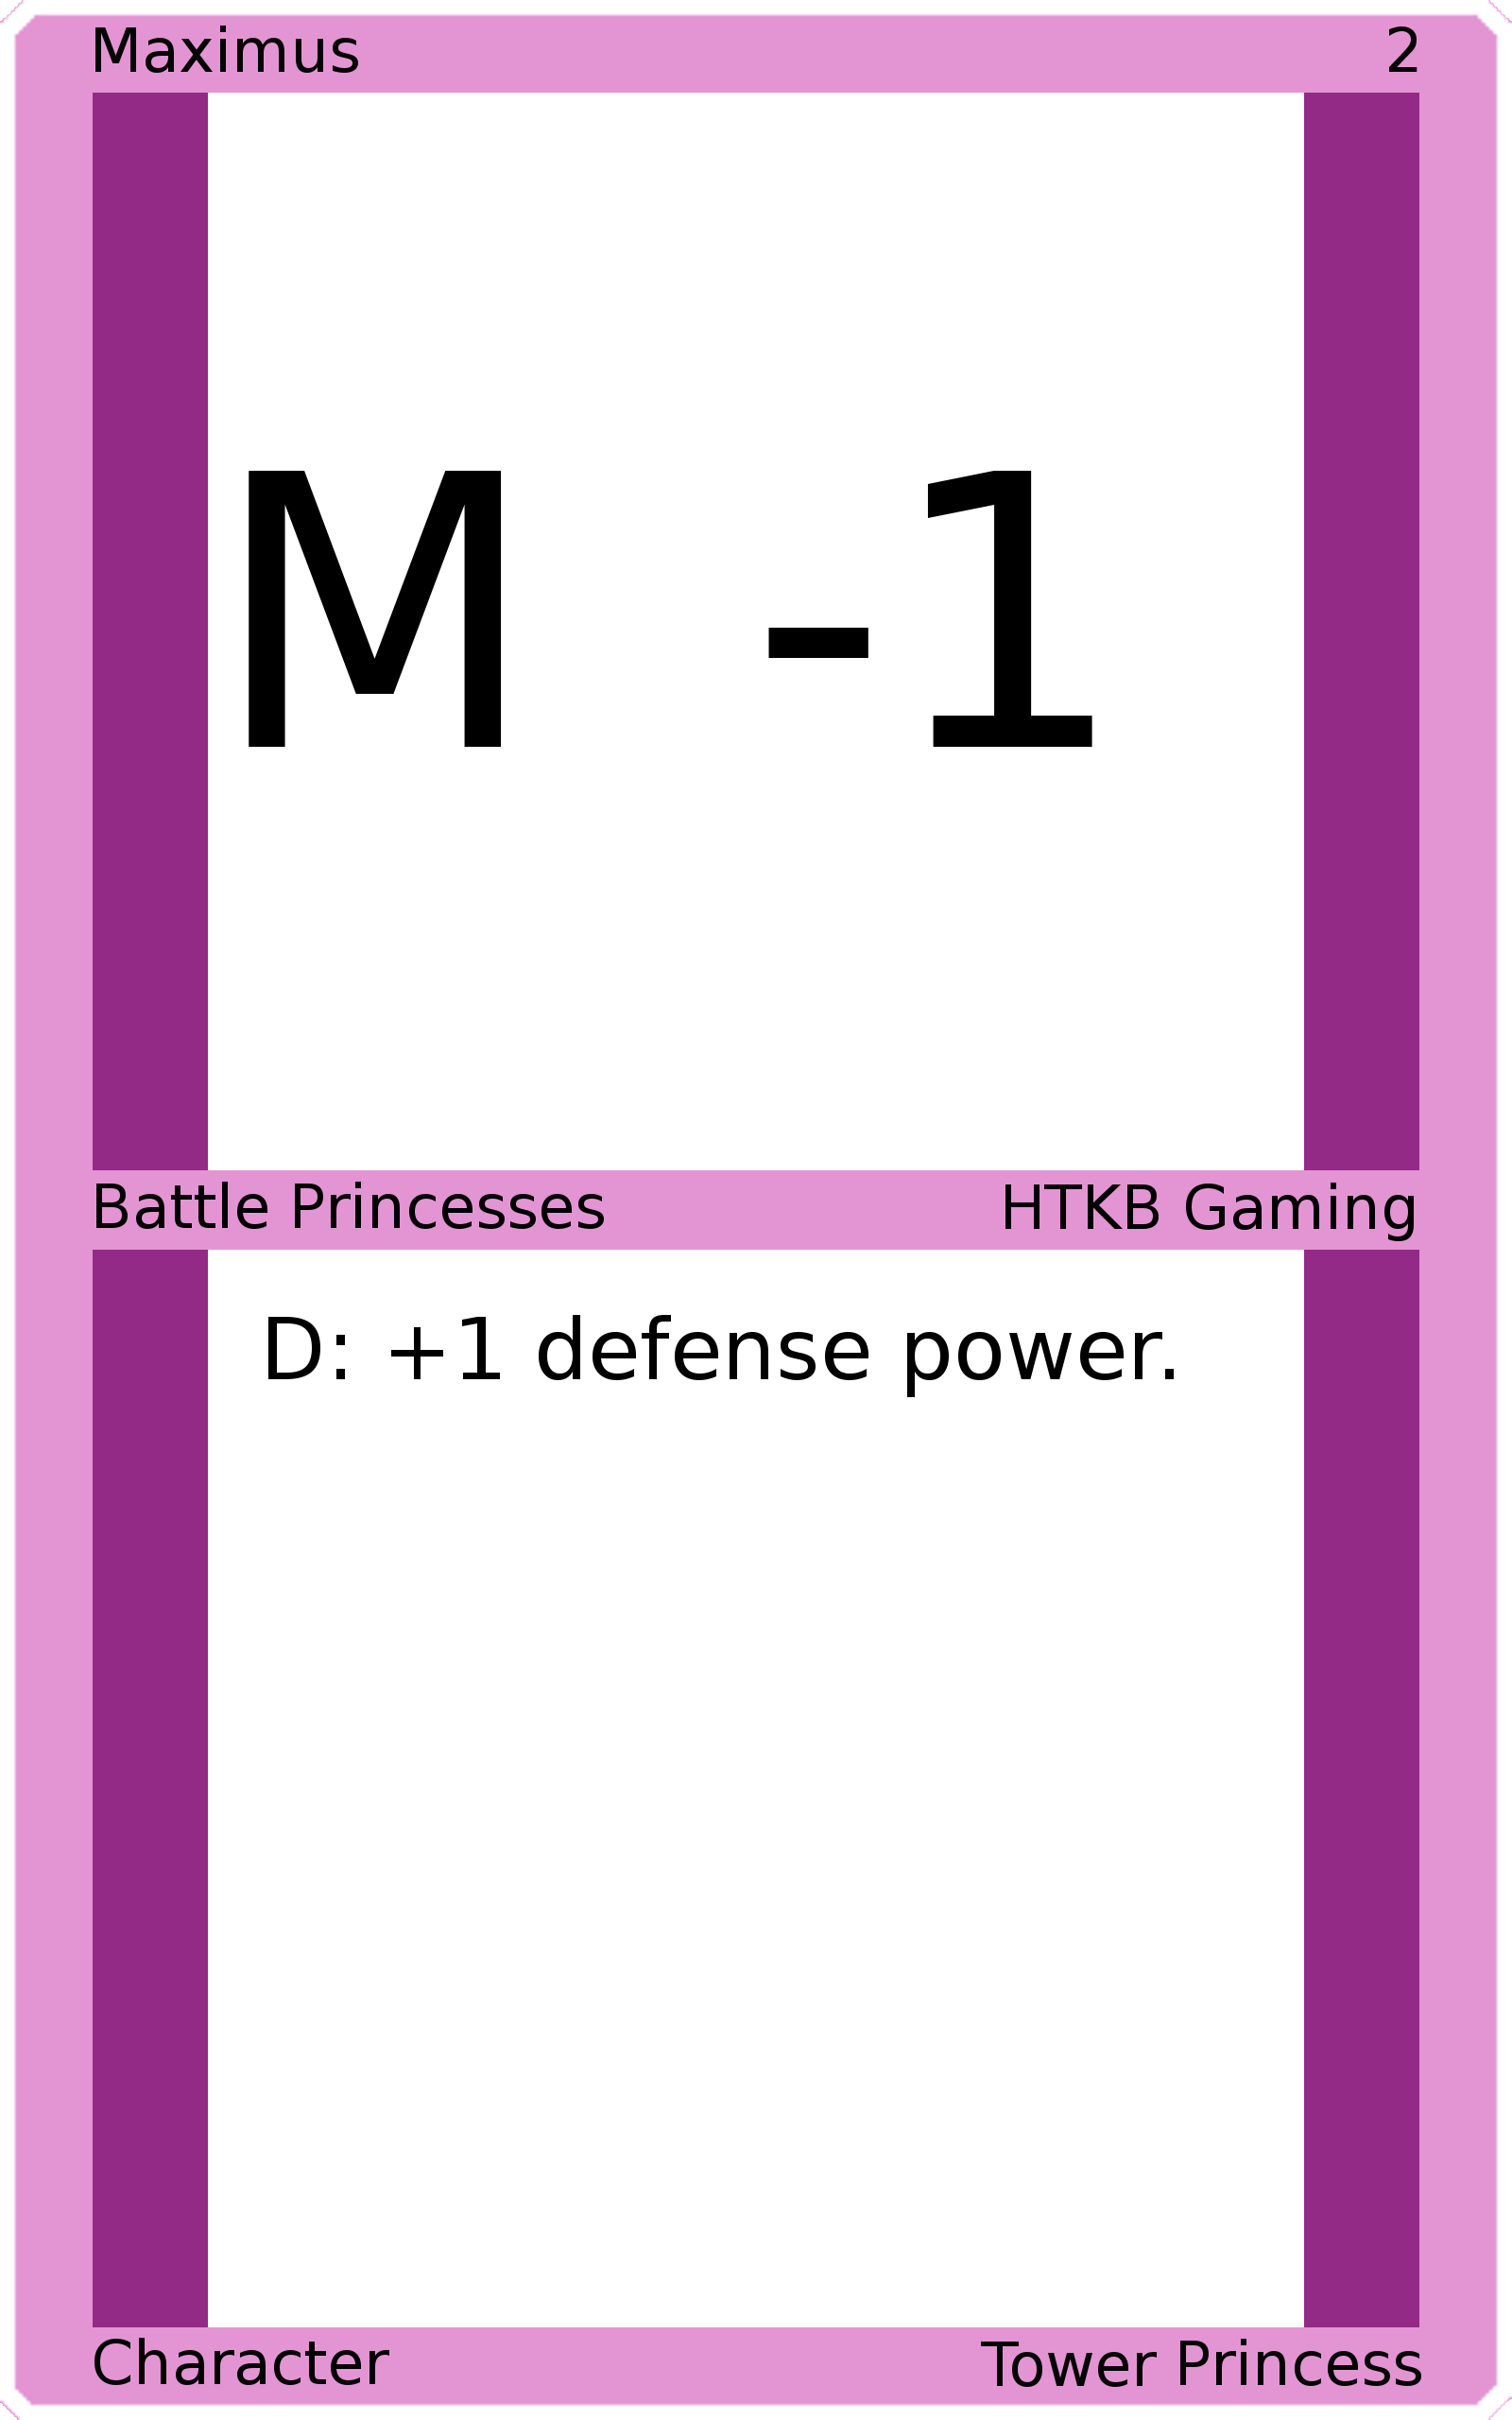 Maximus 2
M -1
Battle Princesses HTKB Gaming
D: +1 defense power.
Character Tower Princess